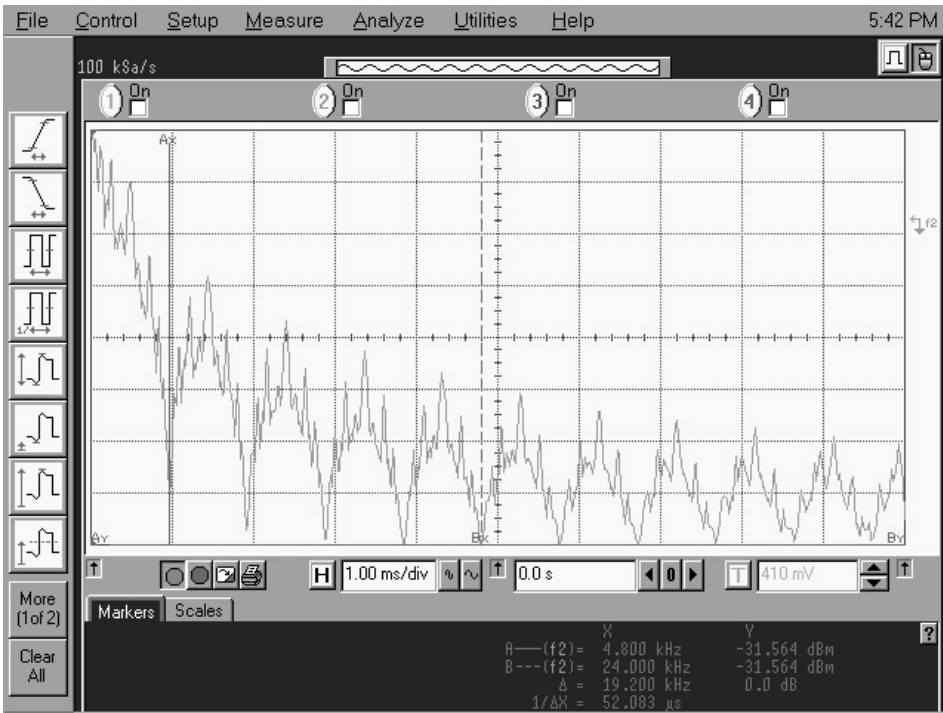 File Control Setup Measure Analyze Utilities Help 5:42 PM
100 kSa/s
1 On 2 On 3 On 4 On
Ax
f2
1/
Ay Bx By
H 1.00 ms/div 0.0 s 0 T 410 mV
More
(1 of 2)
Clear
All
Markers Scales
?
X Y
A——(f2)= 4.800 kHz -31.564 dBm
B---(f2)= 24.000 kHz -31.564 dBm
Δ = 19.200 kHz 0.0 dB
1/ΔX = 52.083 µs